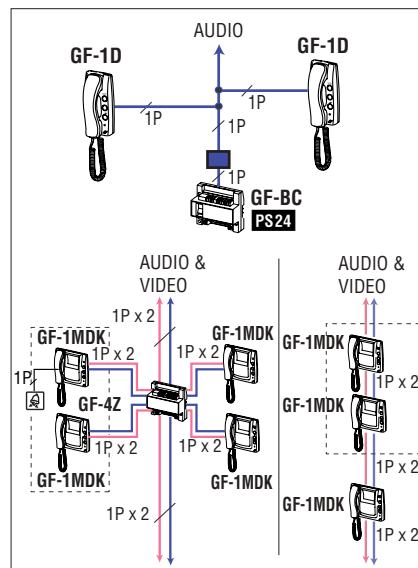 AUDIO
GF-1D
GF-1D
1P
1P
1P
1P
GF-BC
PS24
AUDIO &
VIDEO
1P x 2
GF-1MDK
1P x 2
1P x 2
GF-1MDK
1P
GF-4Z
1P x 2
1P x 2
GF-1MDK
GF-1MDK
1P x 2
AUDIO &
VIDEO
GF-1MDK
1P x 2
GF-1MDK
1P x 2
GF-1MDK
1P x 2